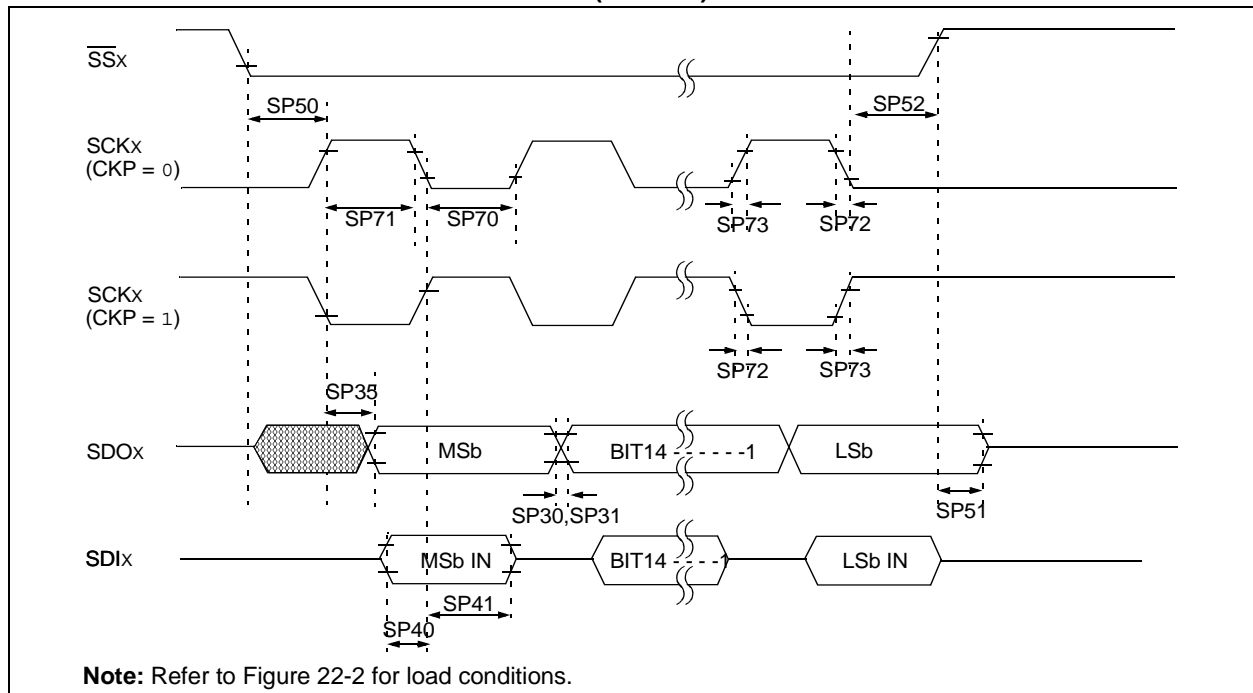 SSX
SP50
SP52
SCKX
(CKP = 0)
SP71
SP70
SP73
SP72
SCKX
(CKP = 1)
SP72
SP73
SP35
SDOX
MSb
BIT14 - - - - - -1
LSb
SP30,SP31
SP51
SDIX
MSb IN
BIT14 - - - -1
LSb IN
SP41
SP40
Note: Refer to Figure 22-2 for load conditions.